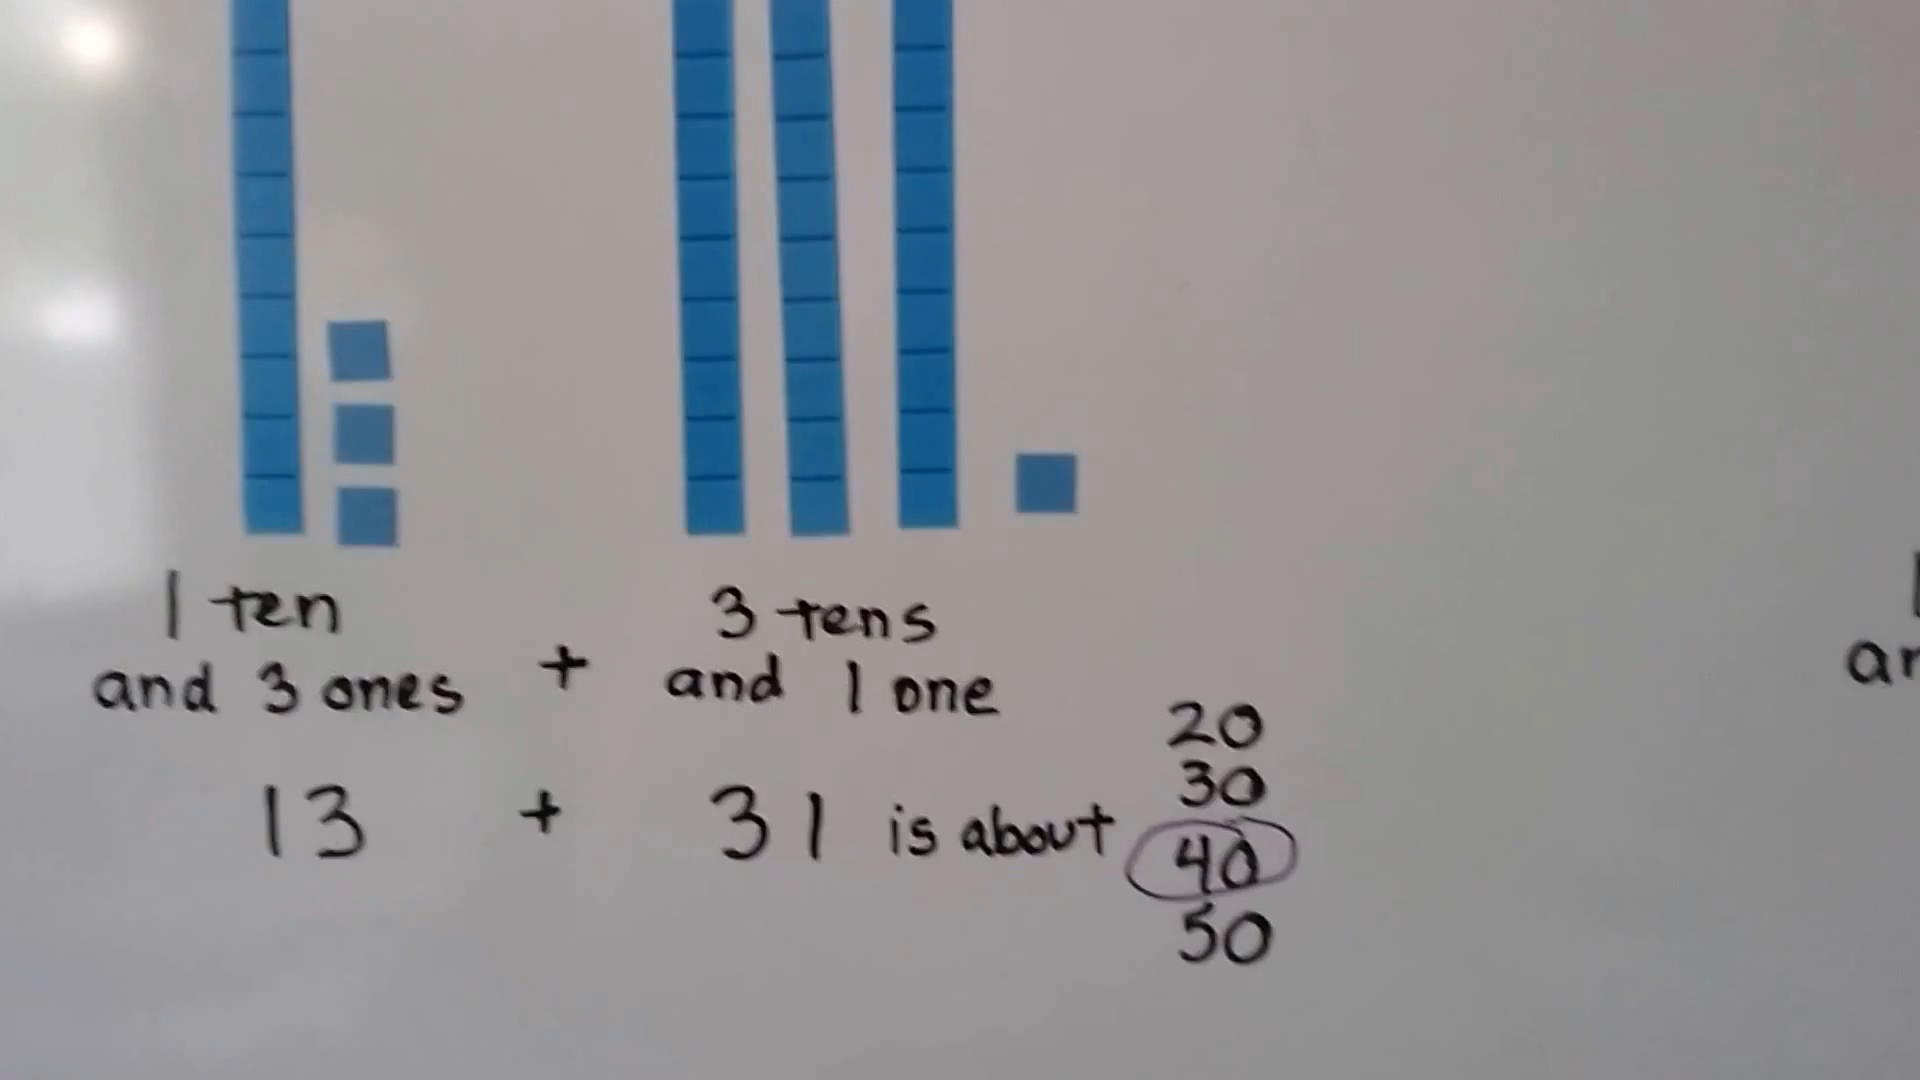 1 ten
and 3 ones + 3 tens
and 1 one
13 + 31 is about
20
30
40
50